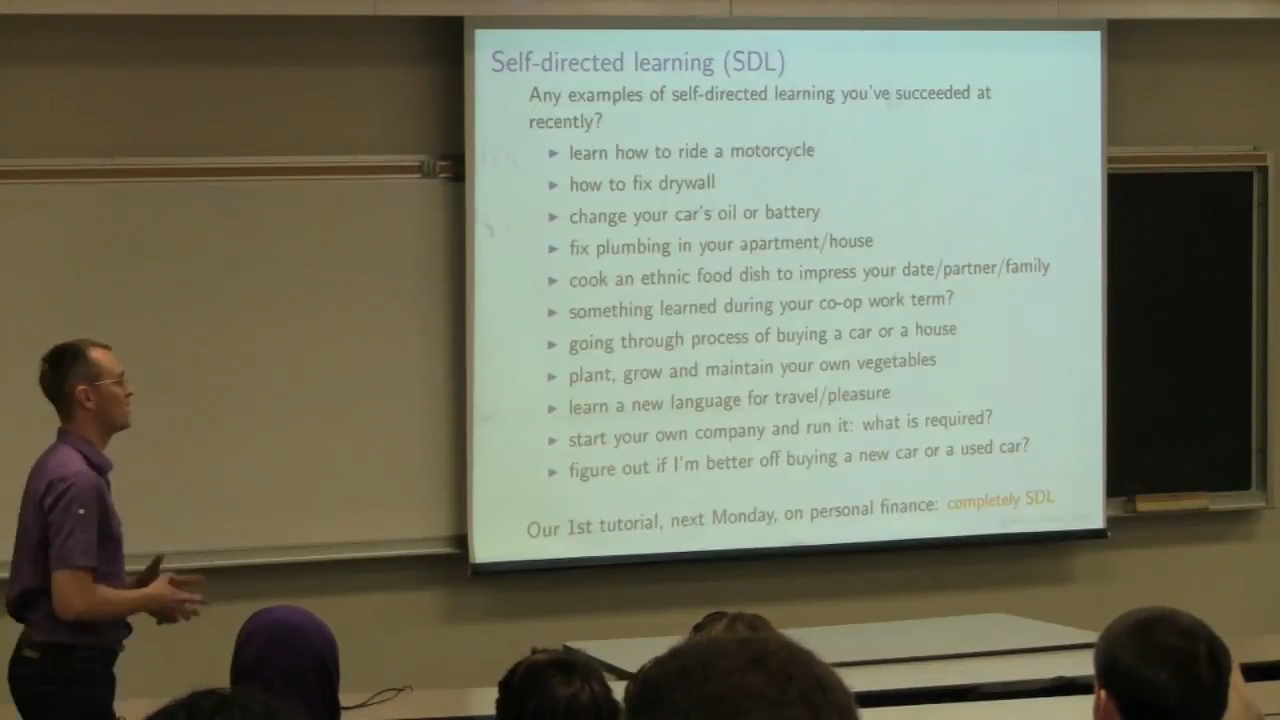 Self-directed learning (SDL)
Any examples of self-directed learning you've succeeded at
recently?
► learn how to ride a motorcycle
► how to fix drywall
► change your car's oil or battery
► fix plumbing in your apartment/house
► cook an ethnic food dish to impress your date/partner/family
► something learned during your co-op work term?
► going through process of buying a car or a house
► plant, grow and maintain your own vegetables
► learn a new language for travel/pleasure
► start your own company and run it: what is required?
► figure out if I'm better off buying a new car or a used car?
Our 1st tutorial, next Monday, on personal finance: completely SDL